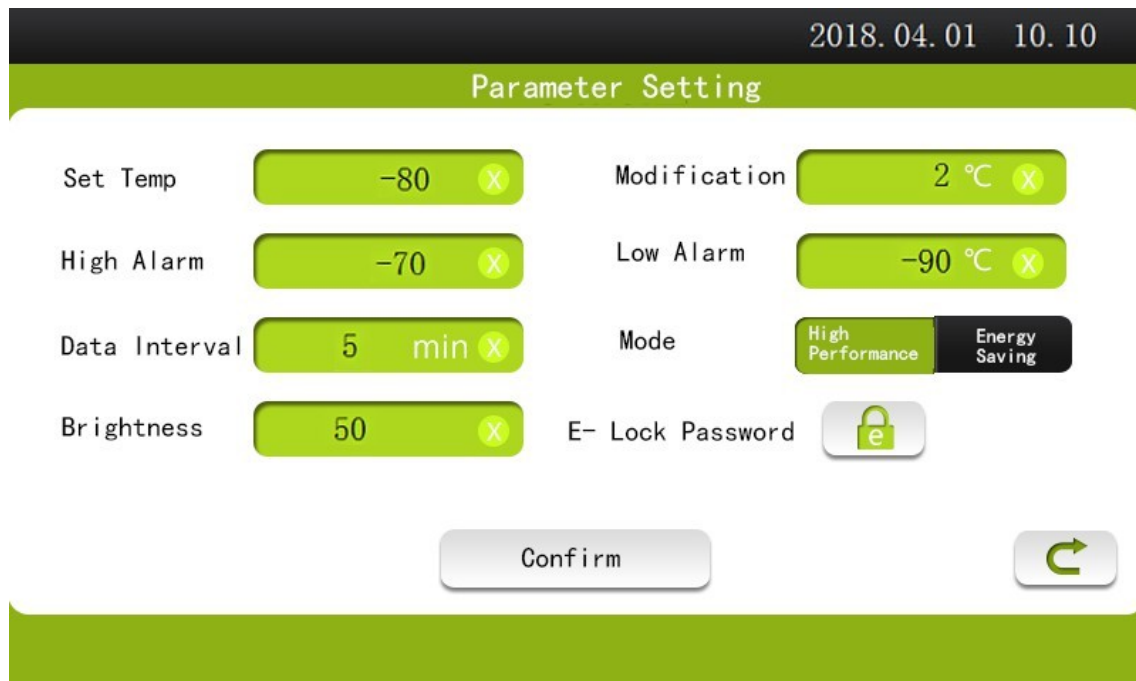 2018.04.01 10.10
Parameter Setting
Set Temp -80 X
Modification 2 ℃ X
High Alarm -70 X
Low Alarm -90 ℃ X
Data Interval 5 min X
Mode
High Performance
Energy Saving
Brightness 50 X
E- Lock Password e
Confirm